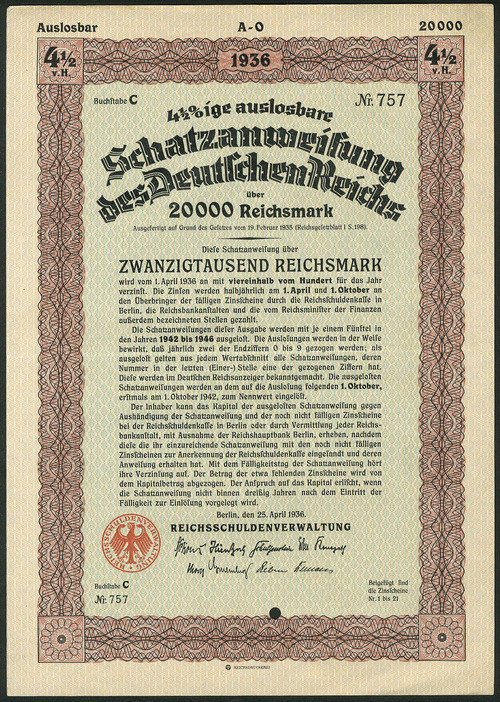 Auslosbar A-O 20000
4½ v.H. 1936 4½ v.H.
Buchstabe C Nr. 757
4½%ige auslosbare
Schatzanweisung
des Deutschen Reichs
über
20000 Reichsmark
Ausgefertigt auf Grund des Gesetzes vom 19. Februar 1935 (Reichsgesetzblatt I S. 198).
Diese Schatzanweisung über
ZWANZIGTAUSEND REICHSMARK
wird vom 1. April 1936 an mit viereinhalb vom Hundert für das Jahr
verzinst. Die Zinsen werden halbjährlich am 1. April und 1. Oktober an
den Überbringer der fälligen Zinsscheine durch die Reichsschuldenkasse in
Berlin, die Reichsbankanstalten und die vom Reichsminister der Finanzen
außerdem bezeichneten Stellen gezahlt.
Die Schatzanweisungen dieser Ausgabe werden mit je einem Fünftel in
den Jahren 1942 bis 1946 ausgelost. Die Auslosungen werden in der Weise
bewirkt, daß jährlich zwei der Endziffern 0 bis 9 gezogen werden; als
ausgelost gelten aus jedem Wertabschnitt alle Schatzanweisungen, deren
Nummer in der letzten (Einer-) Stelle eine der gezogenen Ziffern hat.
Diese werden im Deutschen Reichsanzeiger bekanntgemacht. Die ausgelosten
Schatzanweisungen werden an dem auf die Auslosung folgenden 1. Oktober,
erstmals am 1. Oktober 1942, zum Nennwert eingelöst.
Der Inhaber kann das Kapital der ausgelosten Schatzanweisung gegen
Aushändigung der Schatzanweisung und der noch nicht fälligen Zinsscheine
bei der Reichsschuldenkasse in Berlin oder durch Vermittlung jeder Reichs-
bankanstalt, mit Ausnahme der Reichshauptbank Berlin, erheben, nachdem
diese die ihr einzureichende Schatzanweisung mit den noch nicht fälligen
Zinsscheinen zur Anerkennung der Reichsschuldenkasse eingesandt und deren
Anweisung erhalten hat. Mit dem Fälligkeitstag der Schatzanweisung hört
ihre Verzinsung auf. Der Betrag der etwa fehlenden Zinsscheine wird von
dem Kapitalbetrag abgezogen. Der Anspruch auf das Kapital erlischt, wenn
die Schatzanweisung nicht binnen dreißig Jahren nach dem Eintritt der
Fälligkeit zur Einlösung vorgelegt wird.
Berlin, den 25. April 1936.
REICHSSCHULDENVERWALTUNG
REICHSSCHULDENVERWALTUNG
Buchstabe C
Nr. 757
Beigefügt sind
die Zinsscheine
Nr. 1 bis 21
REICHSDRUCKEREI